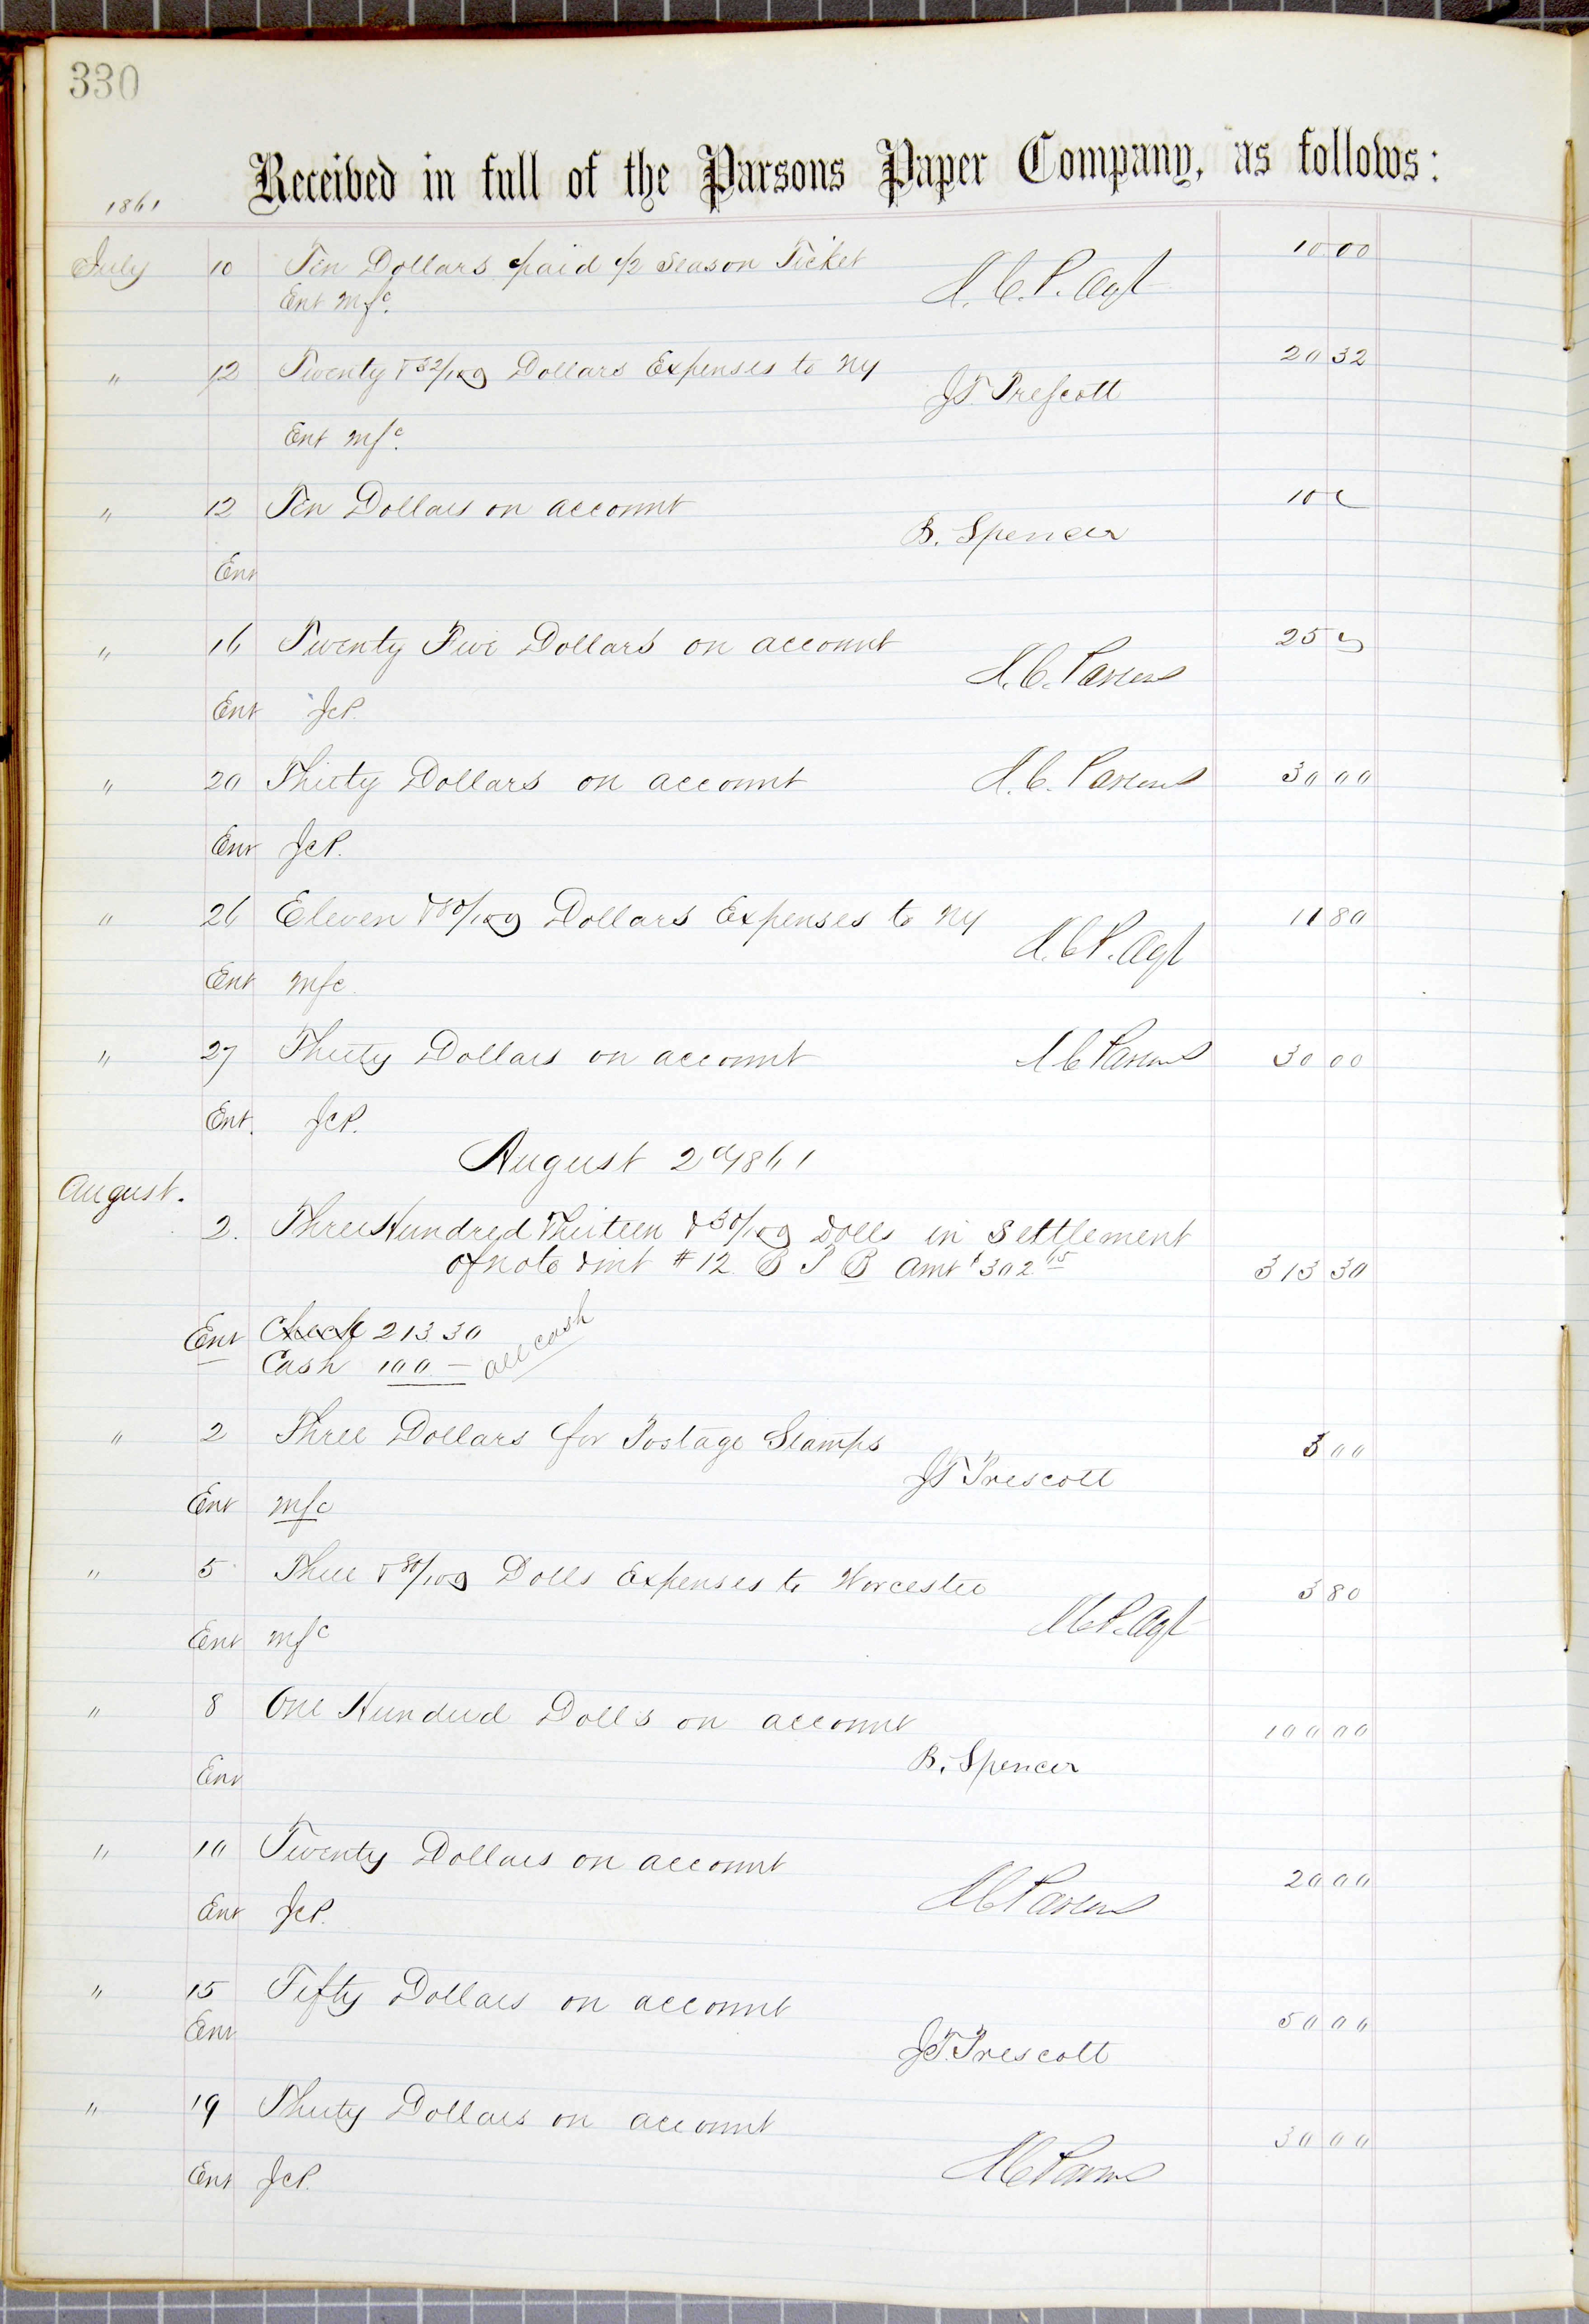 330
Received in full of the Parsons Paper Company, as follows:
1861
July 10 Ten Dollars paid 1/2 Season Ticket 10 00
Ent Mfc. H. C. P. Agt
" 12 Twenty & 32/100 Dollars Expenses to NY 20 32
J T. Prescott
Ent Mfc.
" 12 Ten Dollars on account 10
B. Spencer
Ent
" 16 Twenty Five Dollars on account 25
H. C. Parsons
Ent JCP.
" 20 Thirty Dollars on account H. C. Parsons 30 00
Ent JCP.
" 26 Eleven & 80/100 Dollars Expenses to NY 11 80
H. C P. Agt
Ent Mfc
" 27 Thirty Dollars on account H C Parsons 30 00
Ent. JCP.
August 2d 1861
August.
2. Three Hundred Thirteen & 30/100 Dolls in Settlement
of note & int # 12. B P B Amt $302.65 313 30
Ent Check 213 30
Cash 100 — all cash
" 2 Three Dollars for Postage Stamps 3 00
J T Prescott
Ent Mfc
" 5 Three & 80/100 Dolls Expenses to Worcester 3 80
H C P. Agt
Ent Mfc
" 8 One Hundred Dolls on account 100 00
B. Spencer
Ent
" 10 Twenty Dollars on account 20 00
H C Parsons
Ent JCP.
" 15 Fifty Dollars on account 50 00
Ent
J T. Prescott
" 19 Thirty Dollars on account 30 00
H C Parsons
Ent JCP.